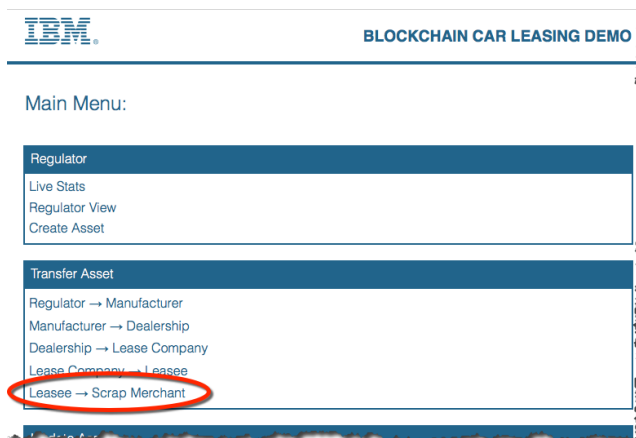 IBM.
BLOCKCHAIN CAR LEASING DEMO
Main Menu:
Regulator
Live Stats
Regulator View
Create Asset
Transfer Asset
Regulator → Manufacturer
Manufacturer → Dealership
Dealership → Lease Company
Lease Company → Leasee
Leasee → Scrap Merchant